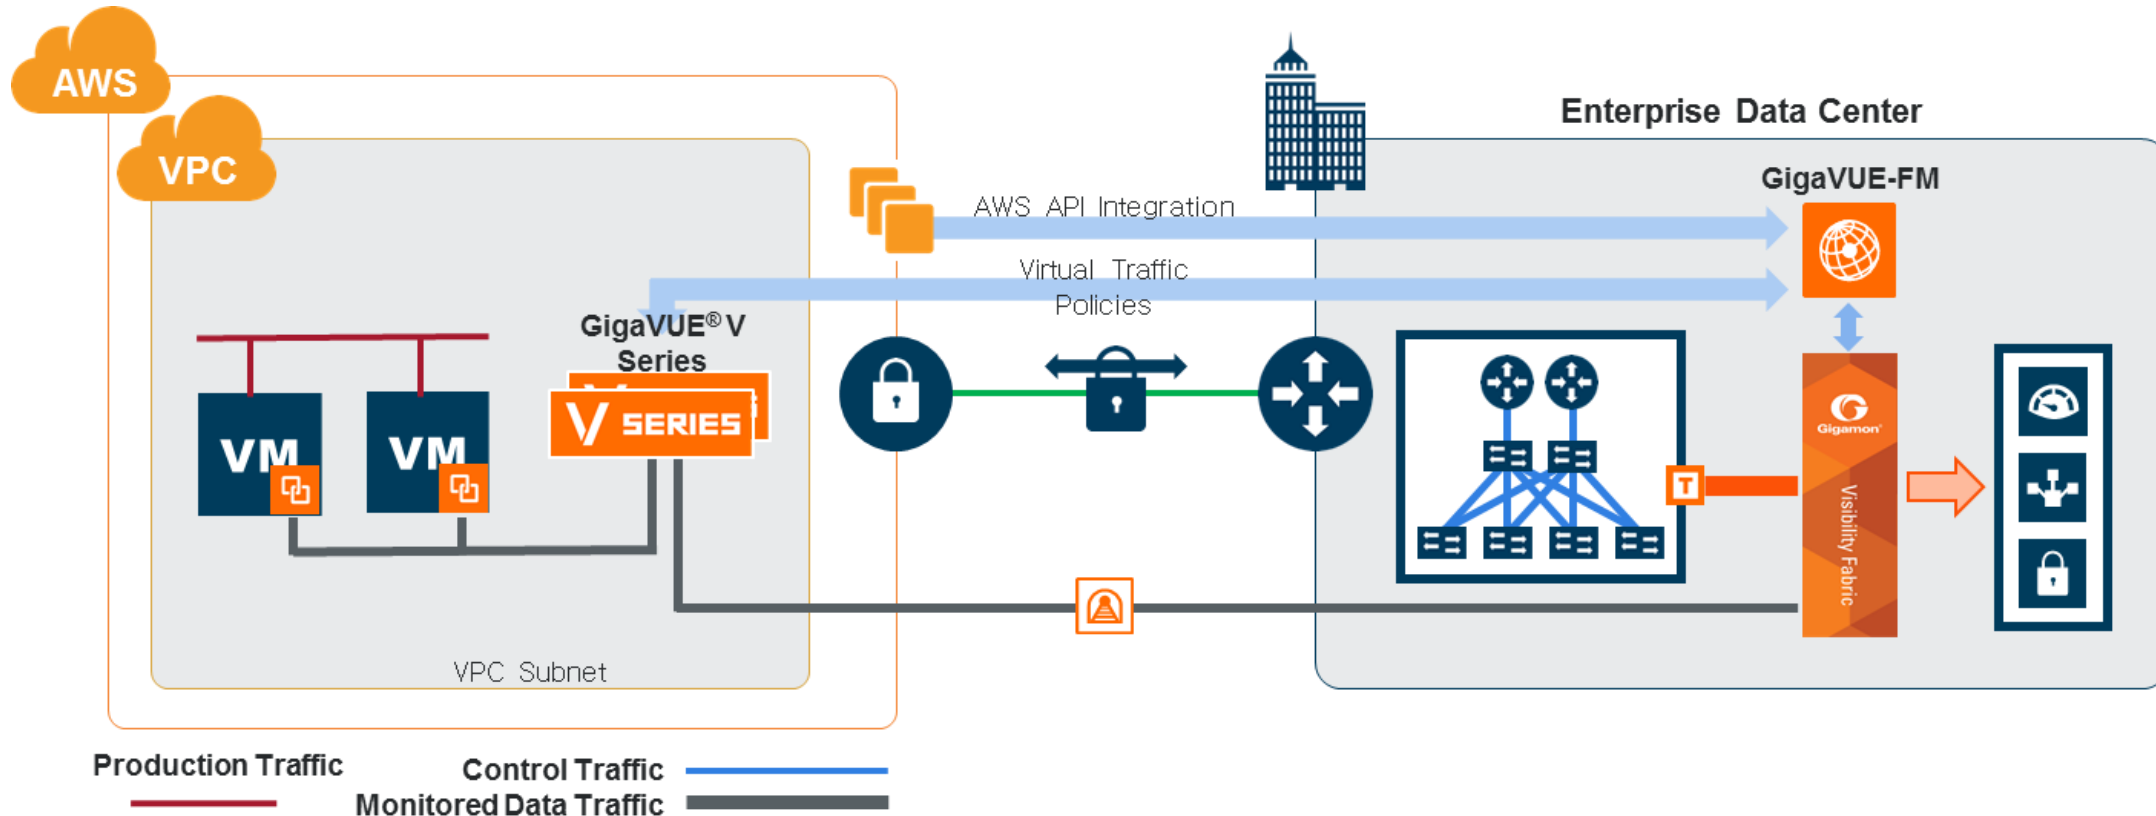 AWS
VPC
Enterprise Data Center
GigaVUE-FM
AWS API Integration
Virtual Traffic
Policies
GigaVUE® V
Series
V SERIES
VM
VM
T
Gigamon®
Visibility Fabric
VPC Subnet
Production Traffic
Control Traffic
Monitored Data Traffic